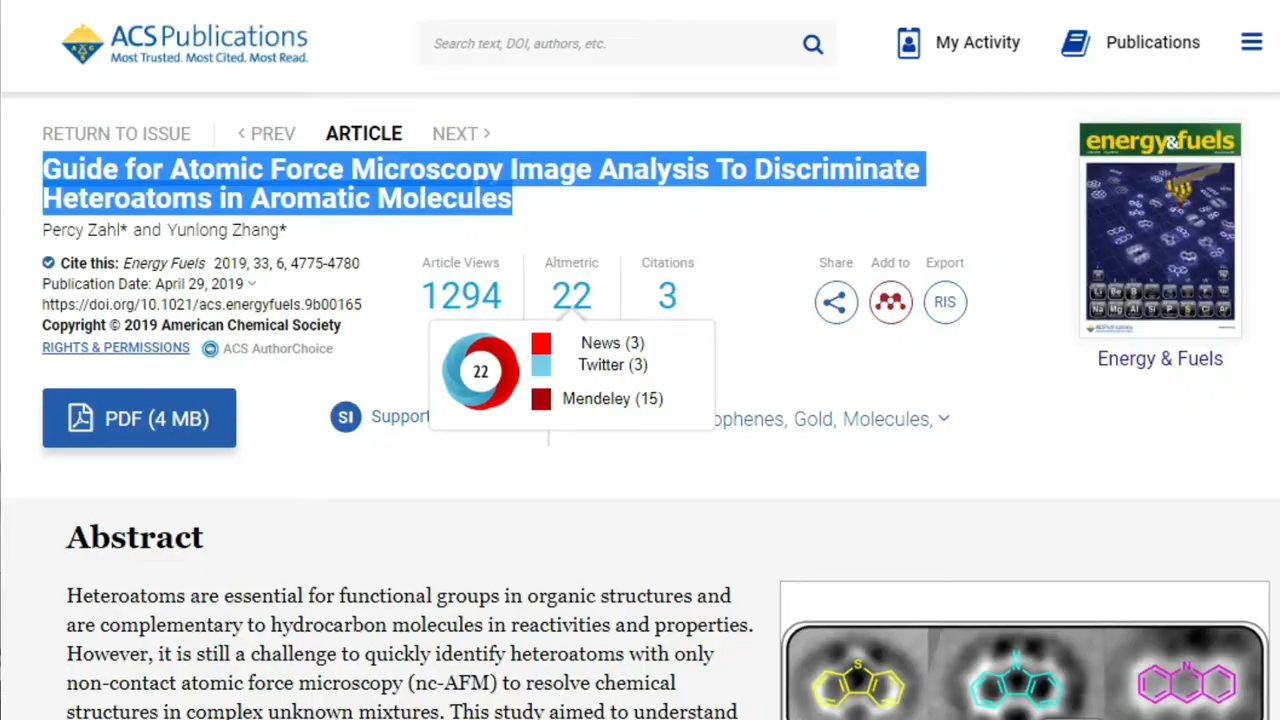 ACS Publications
Most Trusted. Most Cited. Most Read.
Search text, DOI, authors, etc.
My Activity
Publications
RETURN TO ISSUE
< PREV
ARTICLE
NEXT >
Guide for Atomic Force Microscopy Image Analysis To Discriminate
Heteroatoms in Aromatic Molecules
Percy Zahl* and Yunlong Zhang*
Cite this: Energy Fuels 2019, 33, 6, 4775-4780
Publication Date: April 29, 2019
https://doi.org/10.1021/acs.energyfuels.9b00165
Copyright © 2019 American Chemical Society
RIGHTS & PERMISSIONS
ACS AuthorChoice
Article Views
1294
Altmetric
22
Citations
3
22
News (3)
Twitter (3)
Mendeley (15)
Share
Add to
Export
RIS
energy&fuels
Energy & Fuels
PDF (4 MB)
SI
Support
ophenes, Gold, Molecules,
Abstract
Heteroatoms are essential for functional groups in organic structures and
are complementary to hydrocarbon molecules in reactivities and properties.
However, it is still a challenge to quickly identify heteroatoms with only
non-contact atomic force microscopy (nc-AFM) to resolve chemical
structures in complex unknown mixtures. This study aimed to understand
S
N
N